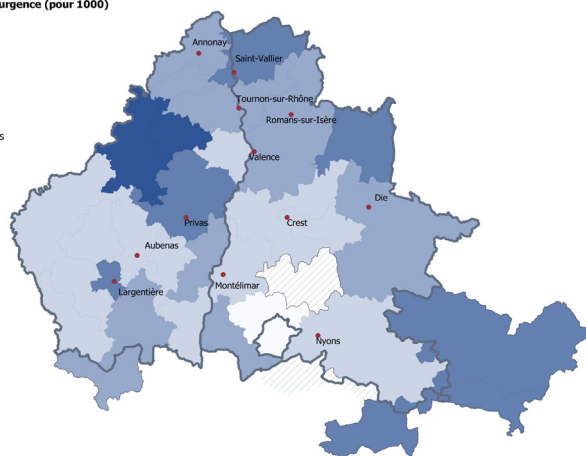 urgence (pour 1000)
Annonay
Saint-Vallier
Tournon-sur-Rhône
Romans-sur-Isère
s
Valence
Die
Privas
Crest
Aubenas
Montélimar
Largentière
Nyons